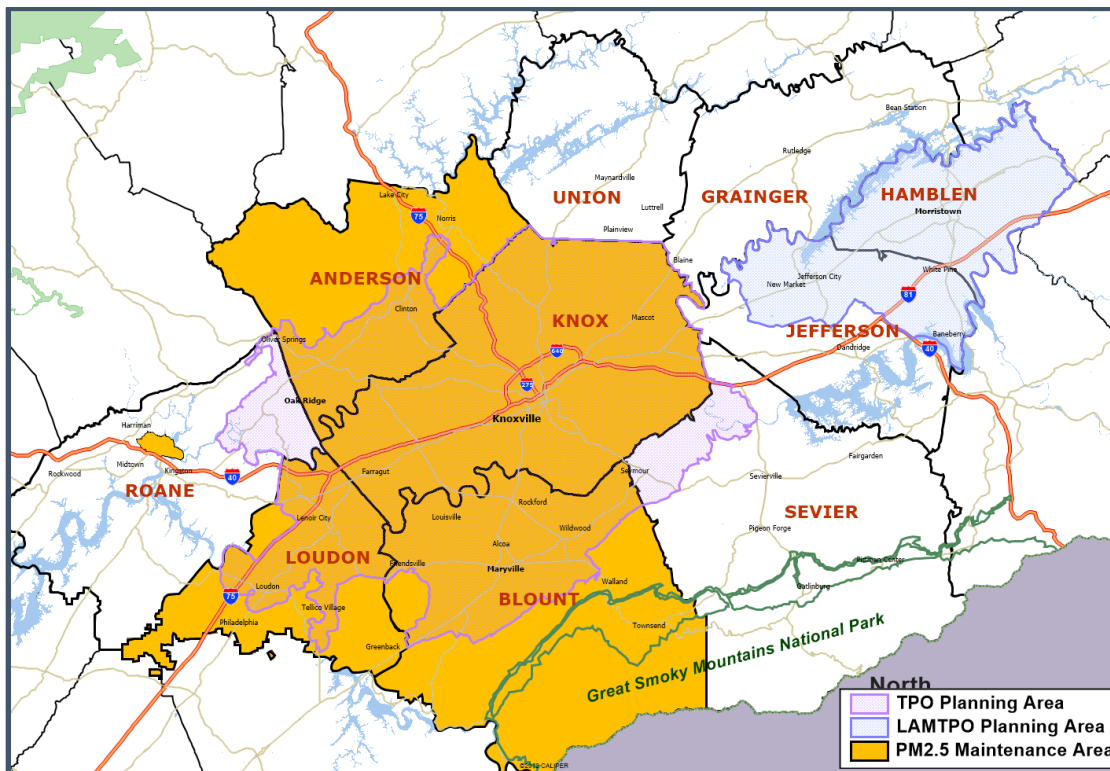 Bean Station
Rutledge
Maynardville
Lake City
75
UNION
GRAINGER
HAMBLEN
Luttrell
Morristown
Norris
Plainview
Blaine
White Pine
ANDERSON
Jefferson City
New Market
81
Clinton
KNOX
Mascot
JEFFERSON
Baneberry
Oliver Springs
Dandridge
40
640
275
Oak Ridge
Knoxville
Harriman
Midtown
Kingston
Rockwood
40
Farragut
Seymour
Fairgarden
Sevierville
ROANE
Rockford
Lenoir City
Louisville
Wildwood
SEVIER
Pigeon Forge
Alcoa
LOUDON
Friendsville
Maryville
Pittman Center
Walland
Gatlinburg
Loudon
75
BLOUNT
Tellico Village
Philadelphia
Townsend
Greenback
Great Smoky Mountains National Park
North
TPO Planning Area
LAMTPO Planning Area
PM2.5 Maintenance Area